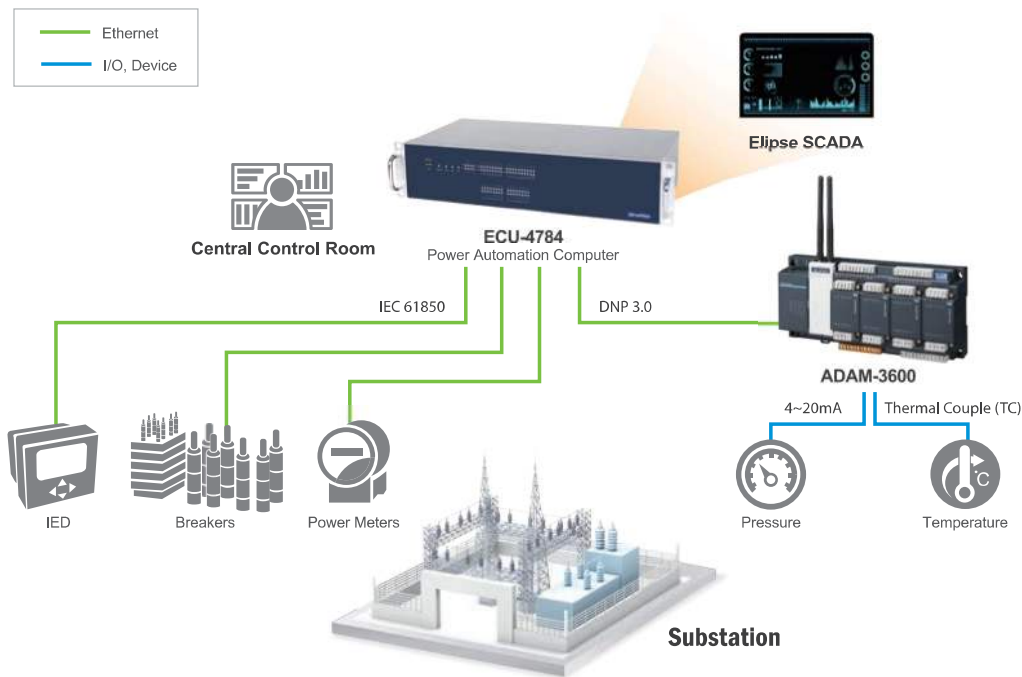 Ethernet
I/O, Device
Elipse SCADA
Central Control Room
ECU-4784
Power Automation Computer
IEC 61850
DNP 3.0
ADAM-3600
4~20mA
Thermal Couple (TC)
°C
IED
Breakers
Power Meters
Pressure
Temperature
Substation